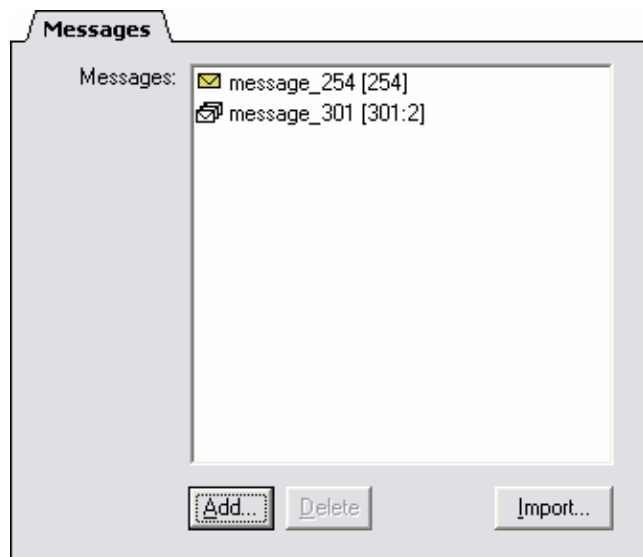 Messages
Messages:
message_254 [254]
message_301 [301:2]
Add... Delete Import...